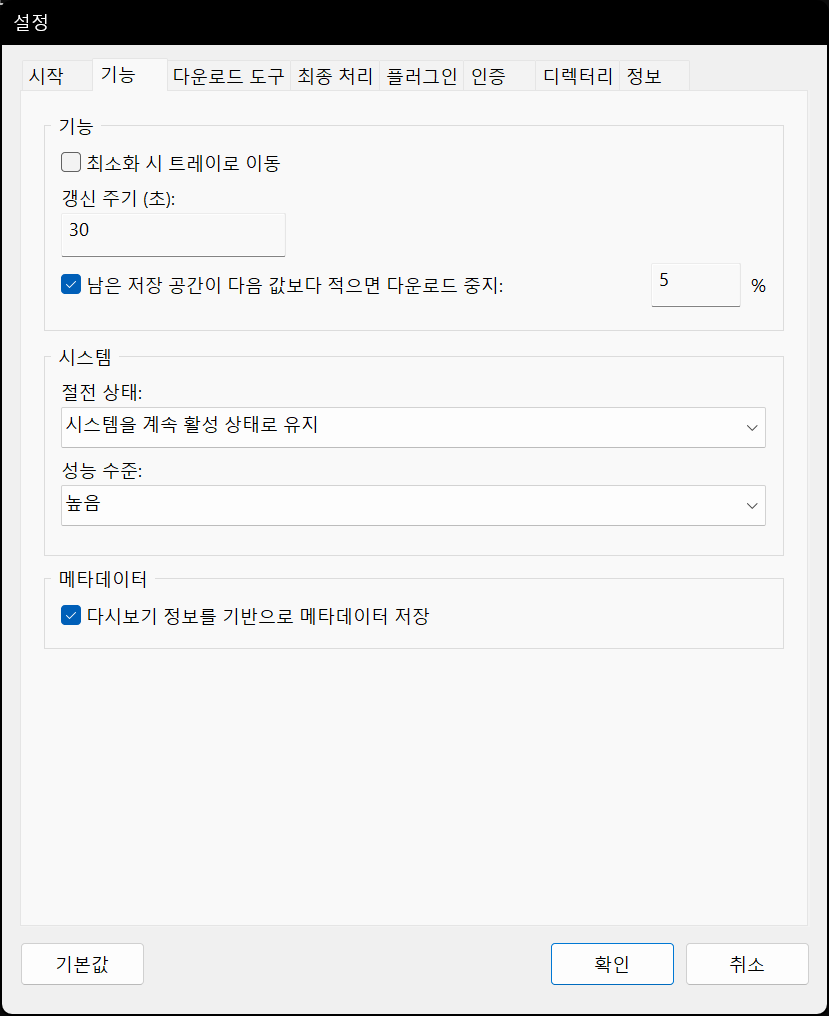 설정
시작 기능 다운로드 도구 최종 처리 플러그인 인증 디렉터리 정보
기능
최소화 시 트레이로 이동
갱신 주기 (초):
30
남은 저장 공간이 다음 값보다 적으면 다운로드 중지: 5 %
시스템
절전 상태:
시스템을 계속 활성 상태로 유지
성능 수준:
높음
메타데이터
다시보기 정보를 기반으로 메타데이터 저장
기본값 확인 취소